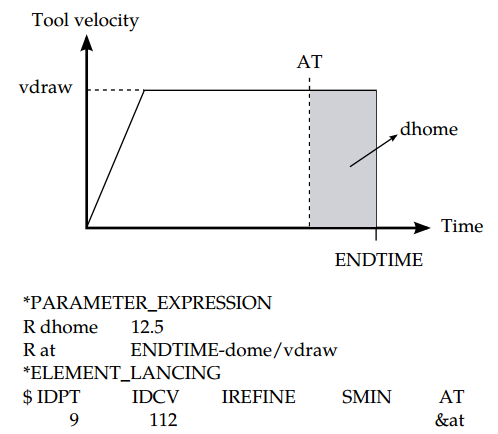 Tool velocity
AT
vdraw
dhome
Time
ENDTIME
*PARAMETER_EXPRESSION
R dhome 12.5
R at ENDTIME-dome/vdraw
*ELEMENT_LANCING
$ IDPT IDCV IREFINE SMIN AT
9 112 &at